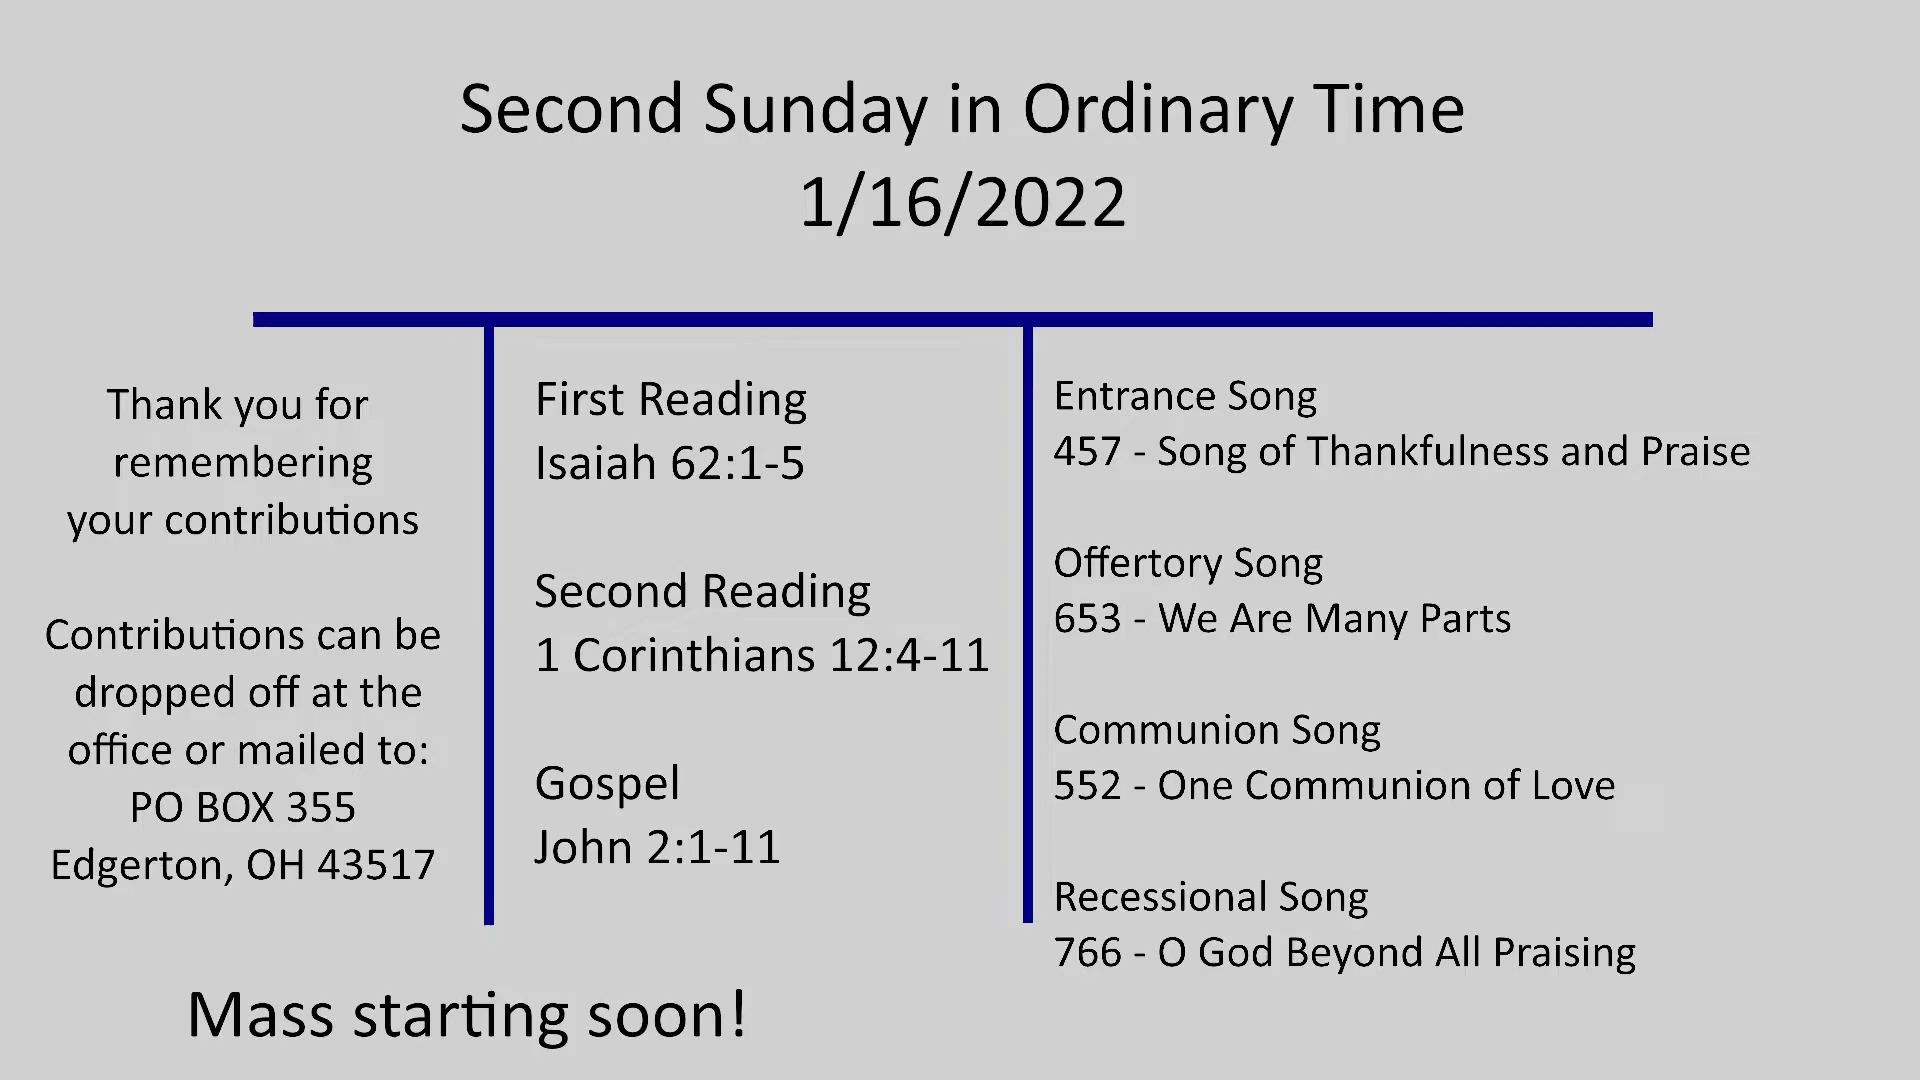 Second Sunday in Ordinary Time
1/16/2022
Thank you for
remembering
your contributions
Contributions can be
dropped off at the
office or mailed to:
PO BOX 355
Edgerton, OH 43517
First Reading
Isaiah 62:1-5
Second Reading
1 Corinthians 12:4-11
Gospel
John 2:1-11
Entrance Song
457 - Song of Thankfulness and Praise
Offertory Song
653 - We Are Many Parts
Communion Song
552 - One Communion of Love
Recessional Song
766 - O God Beyond All Praising
Mass starting soon!